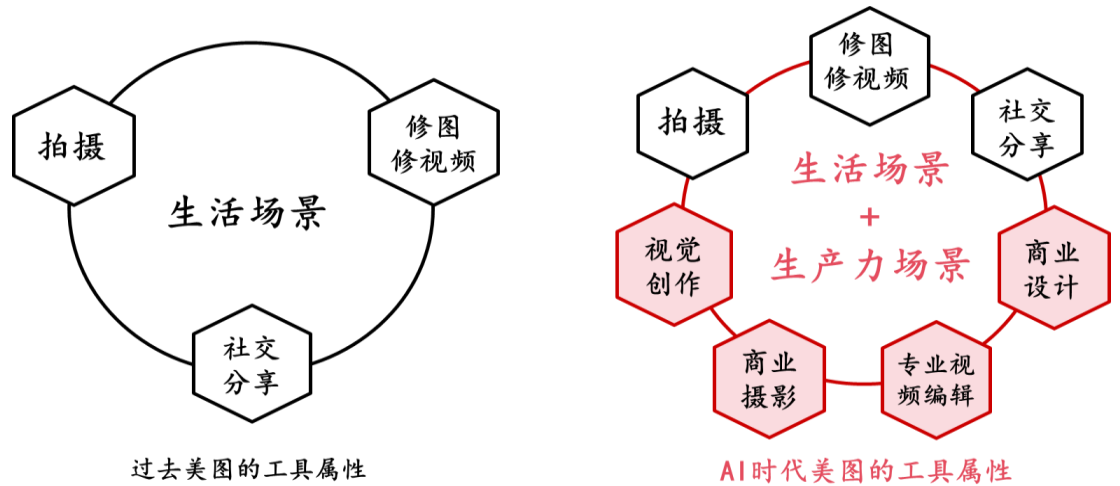 拍摄
修图
修视频
生活场景
社交
分享
过去美图的工具属性
修图
修视频
拍摄
社交
分享
生活场景
+
生产力场景
视觉
创作
商业
设计
商业
摄影
专业视
频编辑
AI时代美图的工具属性